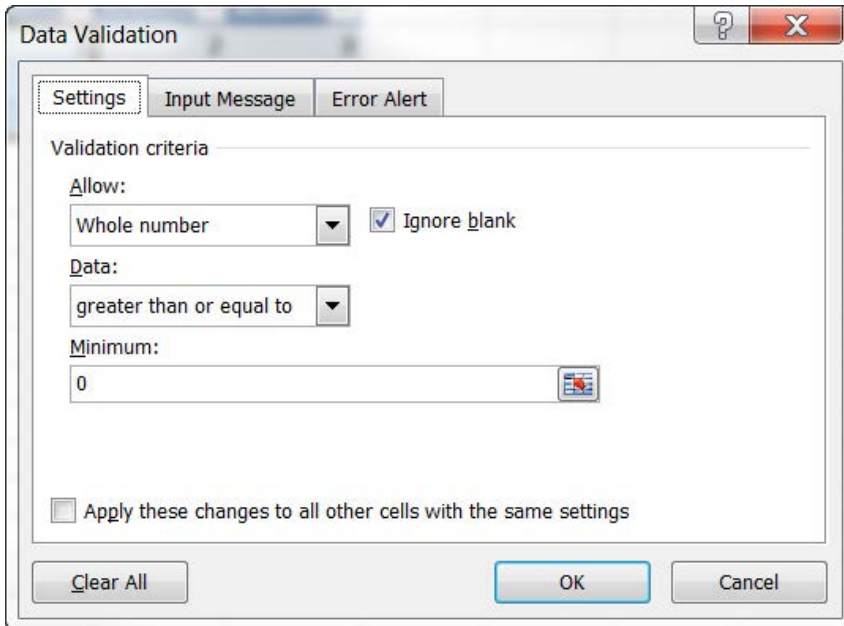 Data Validation
Settings Input Message Error Alert
Validation criteria
Allow:
Whole number Ignore blank
Data:
greater than or equal to
Minimum:
0
Apply these changes to all other cells with the same settings
Clear All OK Cancel